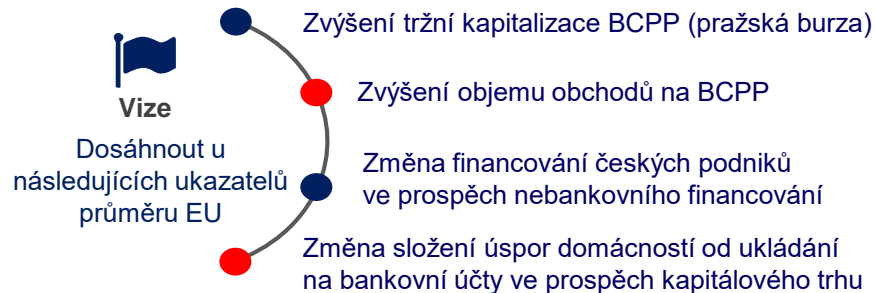 Vize
Dosáhnout u
následujících ukazatelů
průměru EU
Zvýšení tržní kapitalizace BCPP (pražská burza)
Zvýšení objemu obchodů na BCPP
Změna financování českých podniků
ve prospěch nebankovního financování
Změna složení úspor domácností od ukládání
na bankovní účty ve prospěch kapitálového trhu